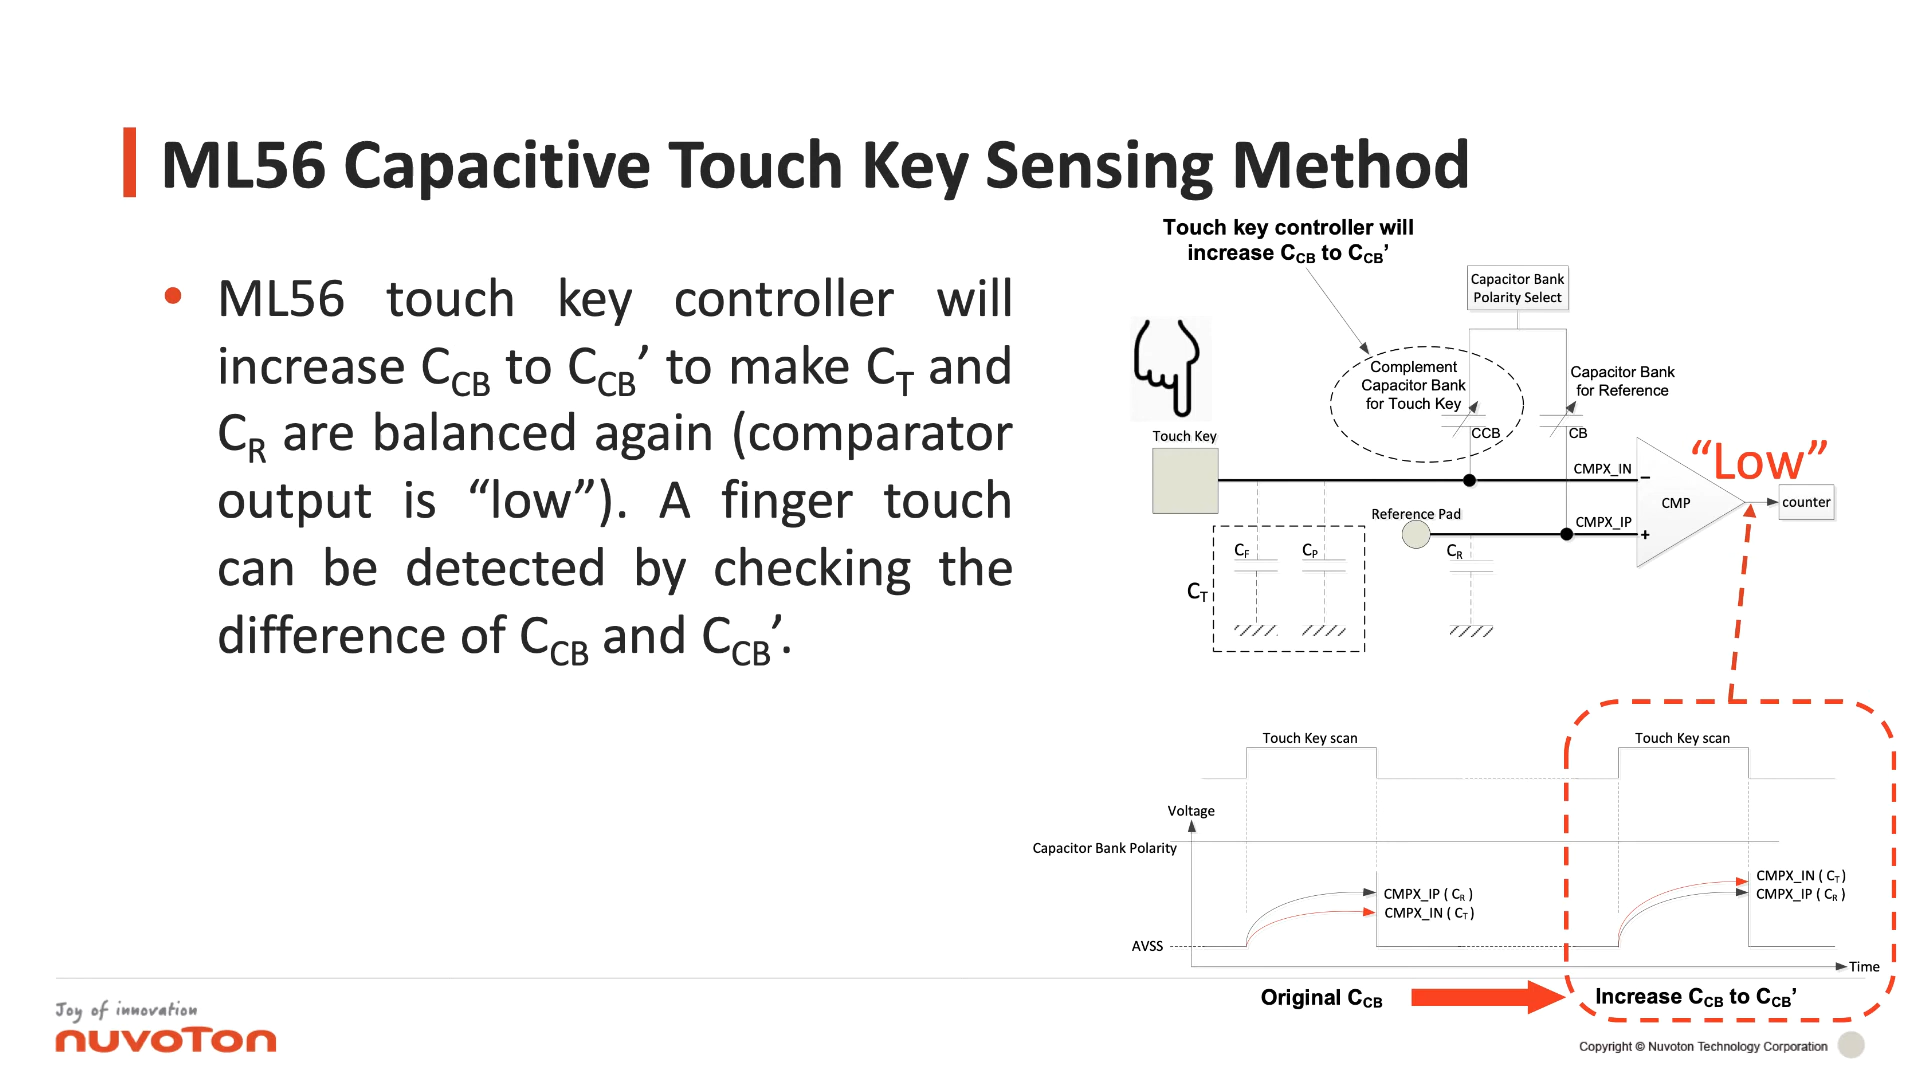 ML56 Capacitive Touch Key Sensing Method
• ML56 touch key controller will
increase CCB to CCB’ to make CT and
CR are balanced again (comparator
output is “low”). A finger touch
can be detected by checking the
difference of CCB and CCB’.
Touch key controller will
increase CCB to CCB’
Capacitor Bank
Polarity Select
Complement
Capacitor Bank
for Touch Key
Capacitor Bank
for Reference
CCB
CB
Touch Key
CMPX_IN
“Low”
−
CMP
counter
Reference Pad
CMPX_IP
+
CF
CP
CR
CT
Touch Key scan
Touch Key scan
Voltage
Capacitor Bank Polarity
CMPX_IP ( CR )
CMPX_IN ( CT )
CMPX_IN ( CT )
CMPX_IP ( CR )
AVSS
Time
Original CCB
Increase CCB to CCB’
Joy of innovation
nuvoTon
Copyright © Nuvoton Technology Corporation